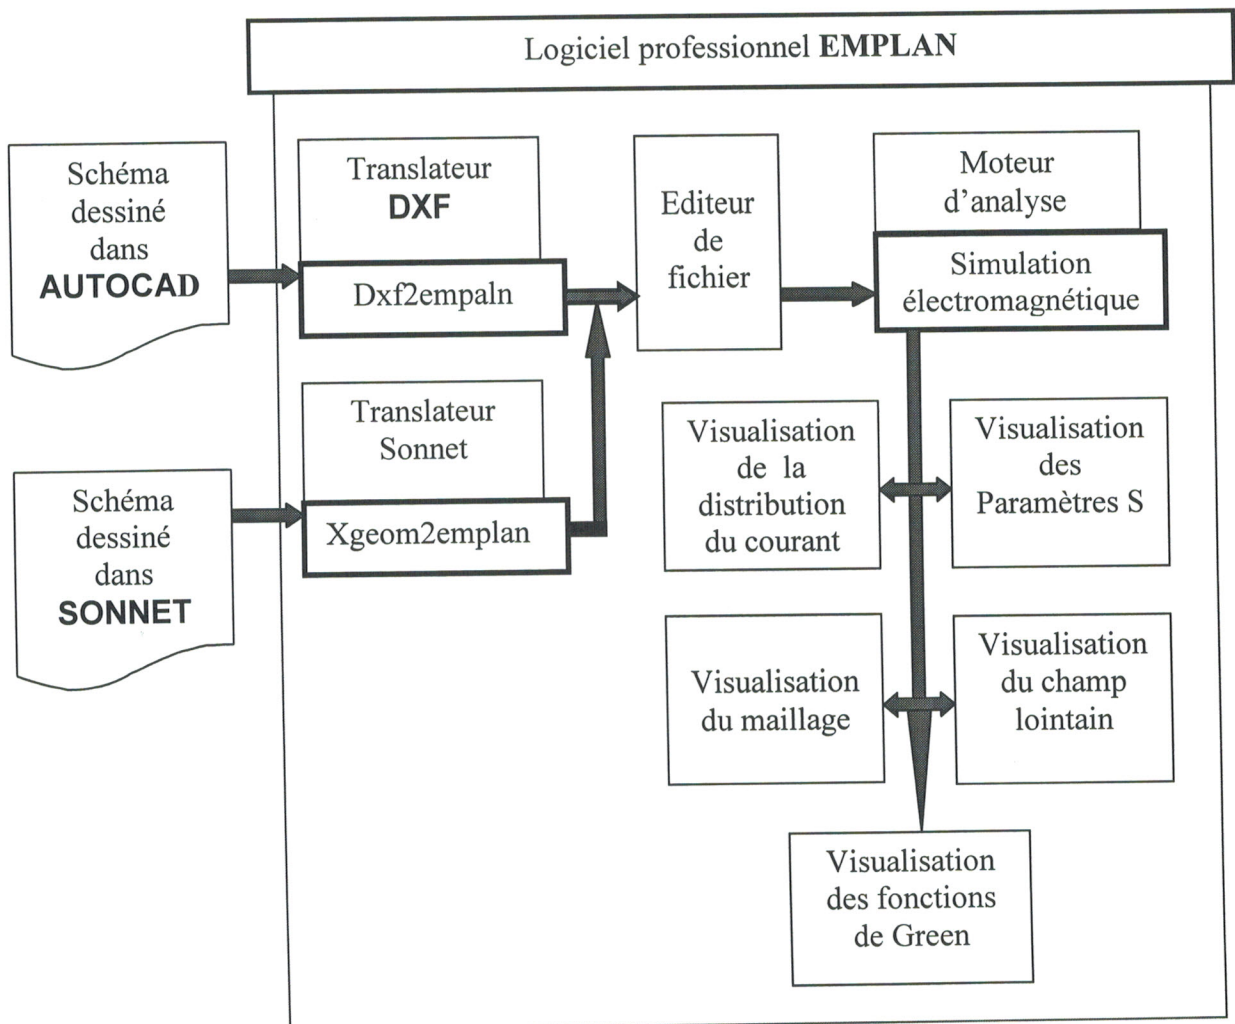 Logiciel professionnel EMPLAN
Schéma
dessiné
dans
AUTOCAD
Translateur
DXF
Dxf2empaln
Editeur
de
fichier
Moteur
d'analyse
Simulation
électromagnétique
Translateur
Sonnet
Xgeom2emplan
Schéma
dessiné
dans
SONNET
Visualisation
de la
distribution
du courant
Visualisation
des
Paramètres S
Visualisation
du maillage
Visualisation
du champ
lointain
Visualisation
des fonctions
de Green